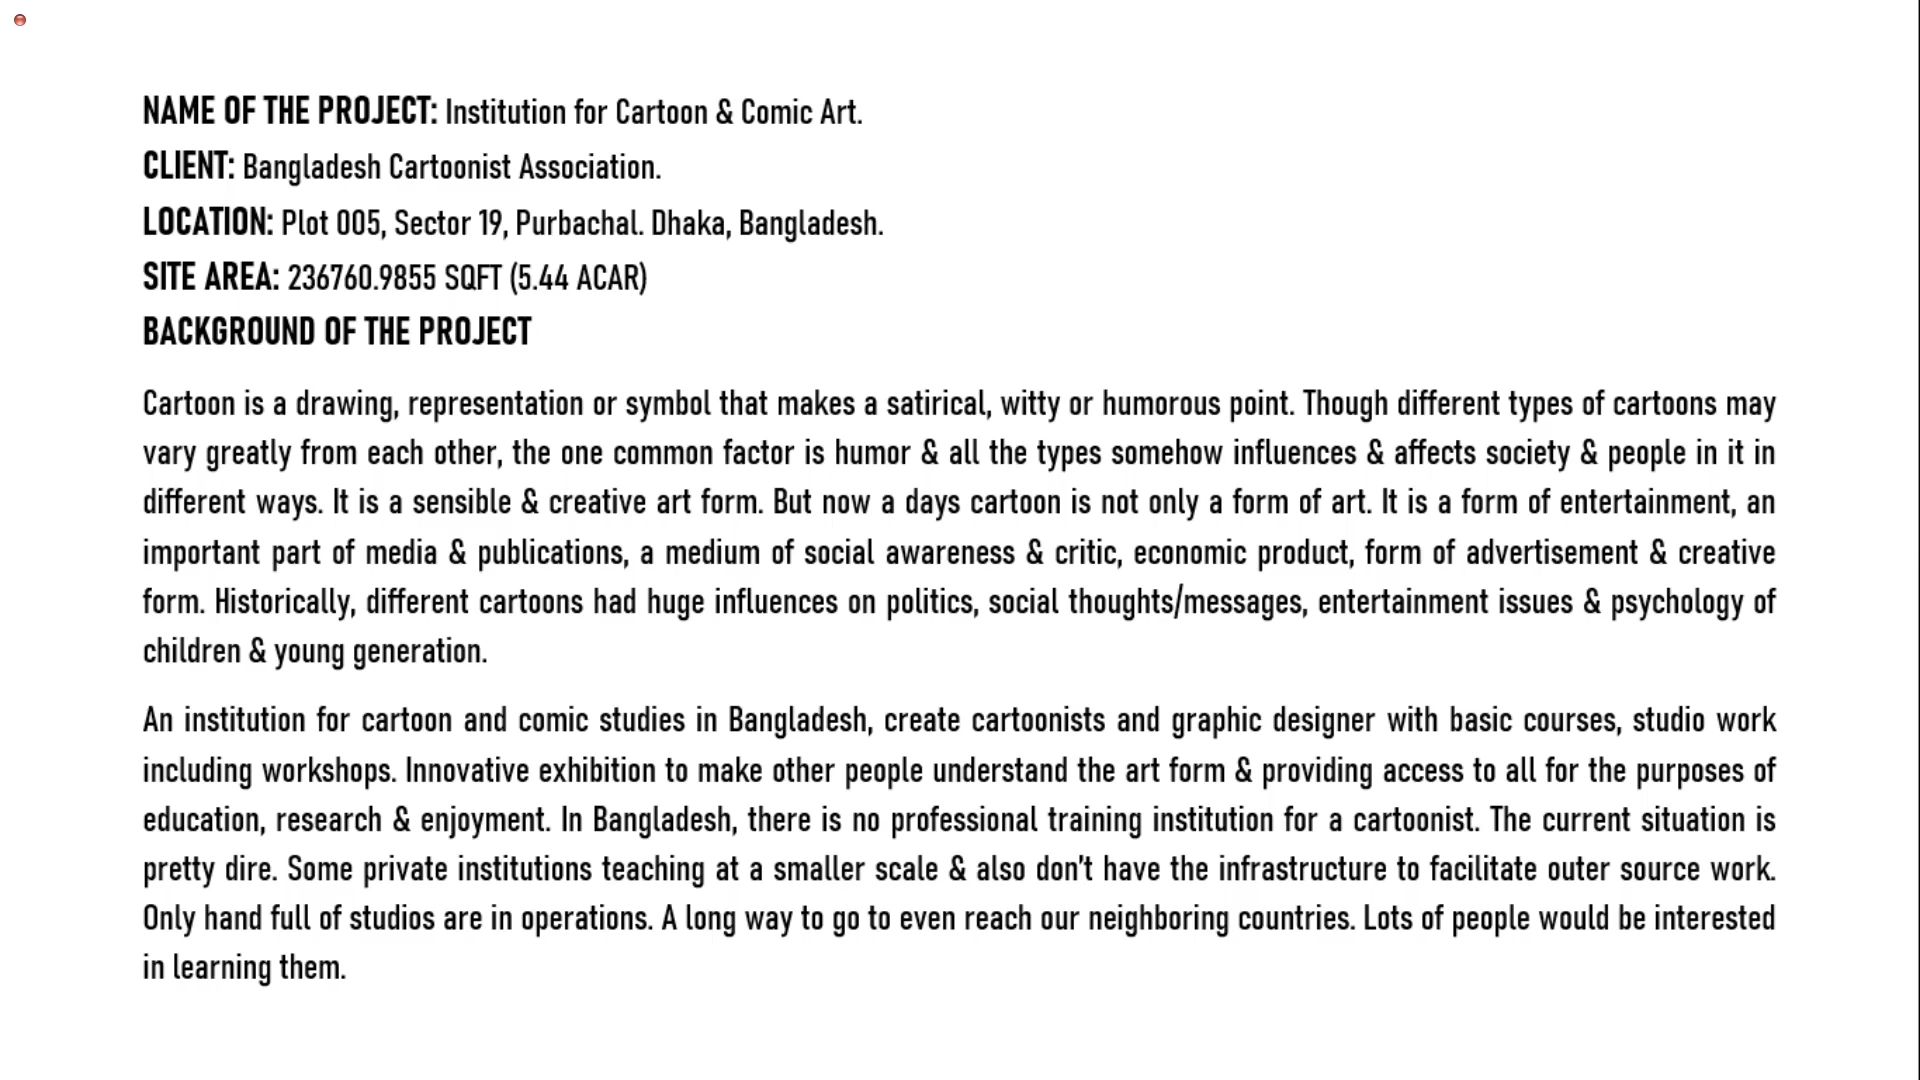 NAME OF THE PROJECT: Institution for Cartoon & Comic Art.
CLIENT: Bangladesh Cartoonist Association.
LOCATION: Plot 005, Sector 19, Purbachal. Dhaka, Bangladesh.
SITE AREA: 236760.9855 SQFT (5.44 ACAR)
BACKGROUND OF THE PROJECT
Cartoon is a drawing, representation or symbol that makes a satirical, witty or humorous point. Though different types of cartoons may
vary greatly from each other, the one common factor is humor & all the types somehow influences & affects society & people in it in
different ways. It is a sensible & creative art form. But now a days cartoon is not only a form of art. It is a form of entertainment, an
important part of media & publications, a medium of social awareness & critic, economic product, form of advertisement & creative
form. Historically, different cartoons had huge influences on politics, social thoughts/messages, entertainment issues & psychology of
children & young generation.
An institution for cartoon and comic studies in Bangladesh, create cartoonists and graphic designer with basic courses, studio work
including workshops. Innovative exhibition to make other people understand the art form & providing access to all for the purposes of
education, research & enjoyment. In Bangladesh, there is no professional training institution for a cartoonist. The current situation is
pretty dire. Some private institutions teaching at a smaller scale & also don't have the infrastructure to facilitate outer source work.
Only hand full of studios are in operations. A long way to go to even reach our neighboring countries. Lots of people would be interested
in learning them.